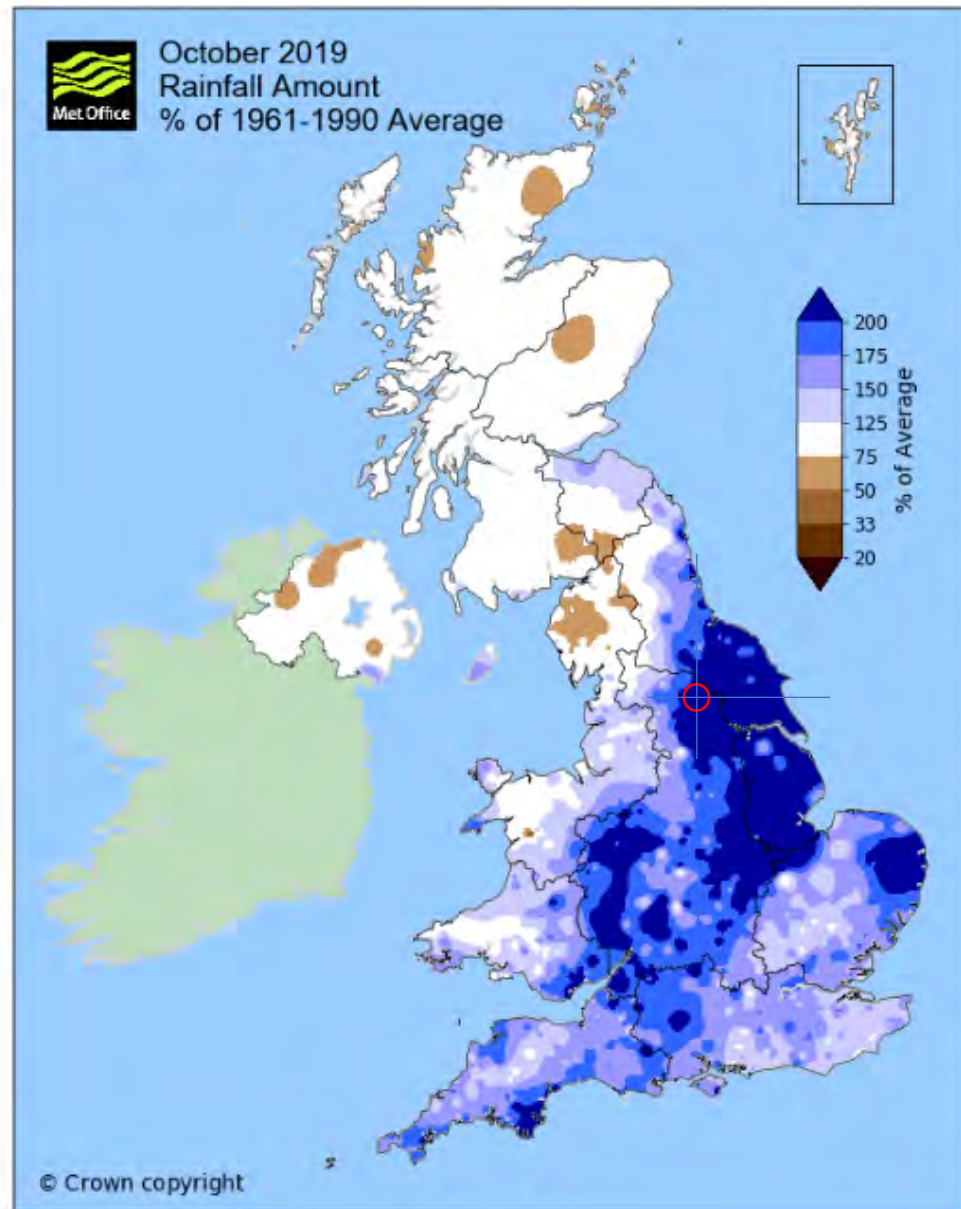 Met Office
October 2019
Rainfall Amount
% of 1961-1990 Average
200
175
150
125
75
50
33
20
% of Average
© Crown copyright